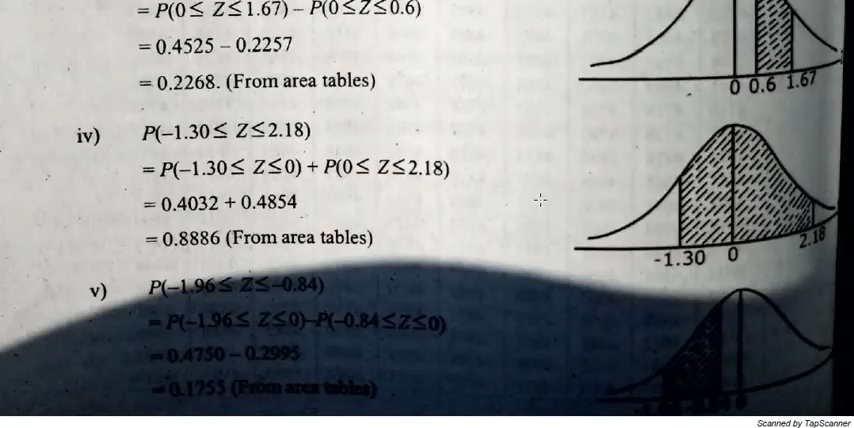 = P(0≤ Z≤1.67) – P(0≤Z≤0.6)
= 0.4525 – 0.2257
= 0.2268. (From area tables)
0 0.6 1.67
iv) P(–1.30≤ Z≤2.18)
= P(–1.30≤ Z≤0) + P(0≤ Z≤2.18)
= 0.4032 + 0.4854
= 0.8886 (From area tables)
-1.30 0 2.18
v) P(–1.96≤ Z≤–0.84)
= P(–1.96≤ Z≤0)–P(–0.84≤Z≤0)
= 0.4750 – 0.2995
= 0.1755 (From area tables)
Scanned by TapScanner